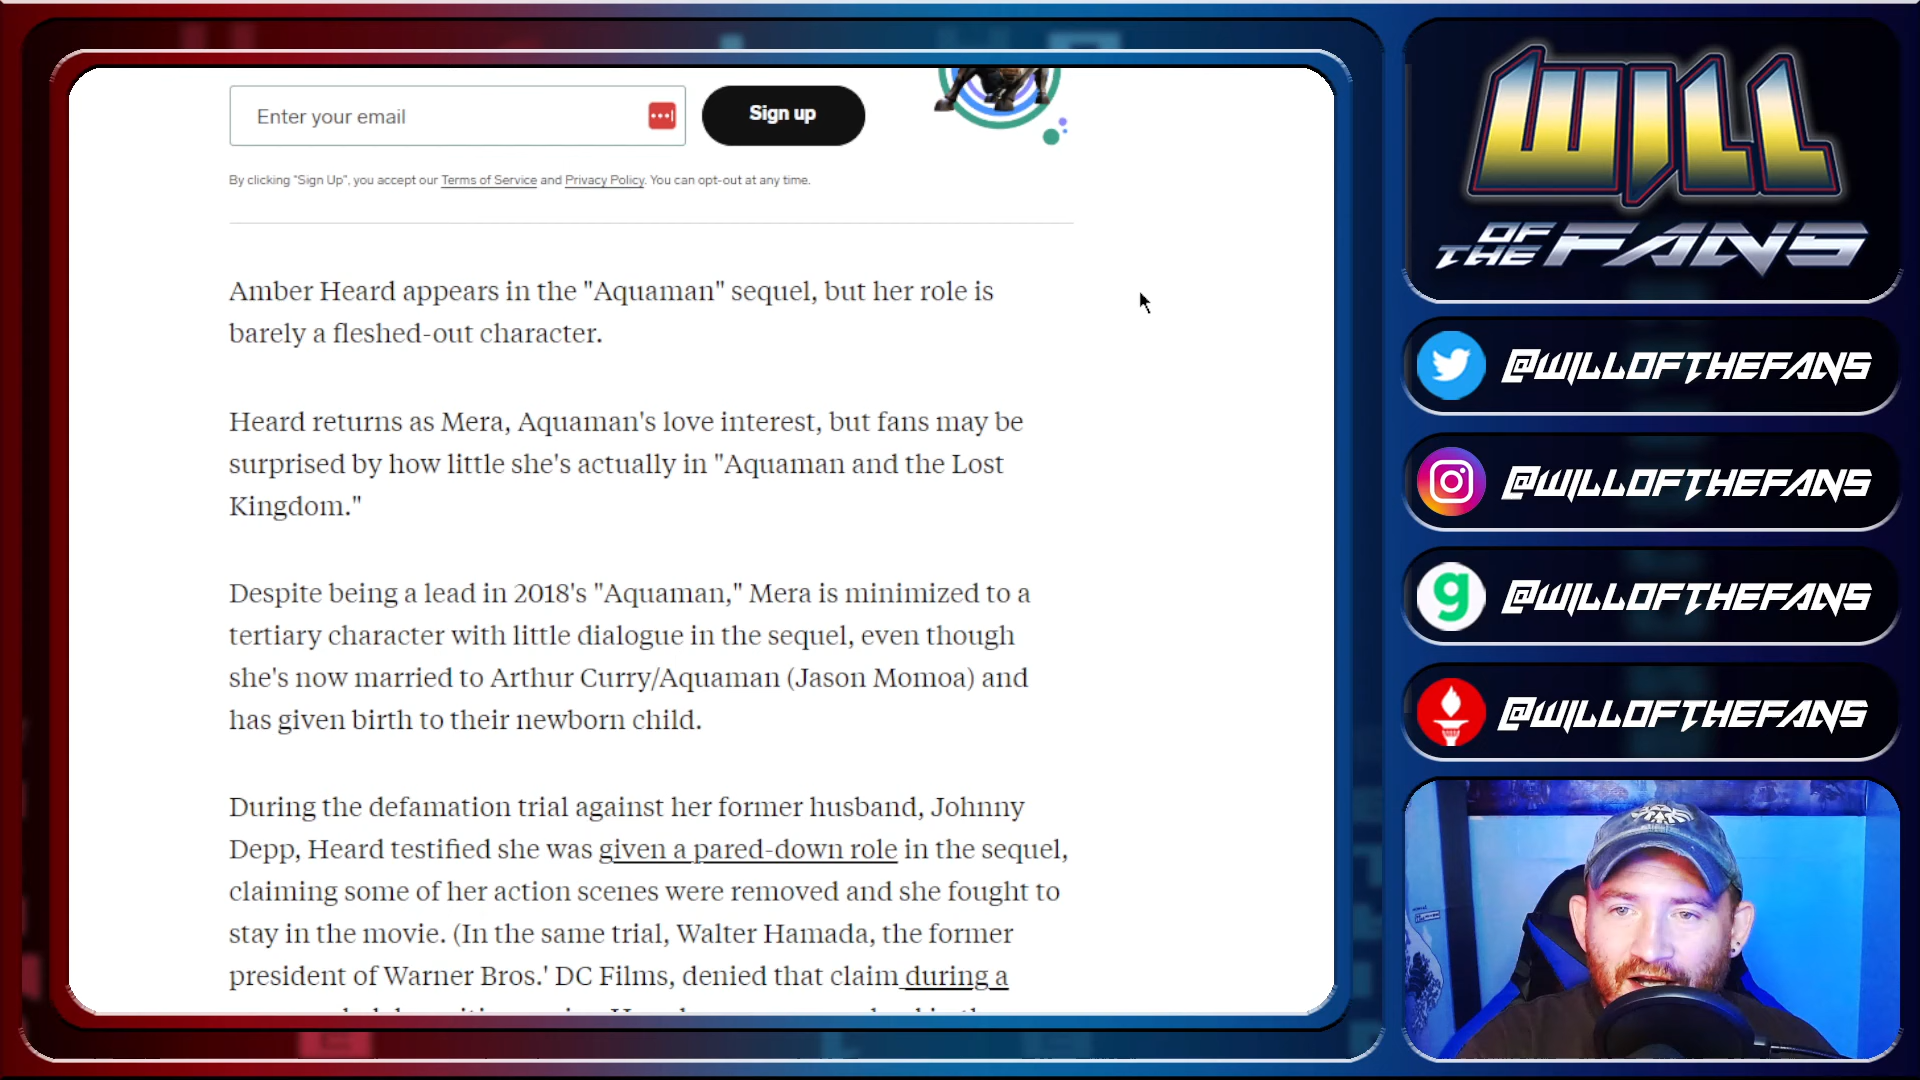 Enter your email
Sign up
By clicking "Sign Up", you accept our Terms of Service and Privacy Policy. You can opt-out at any time.
Amber Heard appears in the "Aquaman" sequel, but her role is
barely a fleshed-out character.
Heard returns as Mera, Aquaman's love interest, but fans may be
surprised by how little she's actually in "Aquaman and the Lost
Kingdom."
Despite being a lead in 2018's "Aquaman," Mera is minimized to a
tertiary character with little dialogue in the sequel, even though
she's now married to Arthur Curry/Aquaman (Jason Momoa) and
has given birth to their newborn child.
During the defamation trial against her former husband, Johnny
Depp, Heard testified she was given a pared-down role in the sequel,
claiming some of her action scenes were removed and she fought to
stay in the movie. (In the same trial, Walter Hamada, the former
president of Warner Bros.' DC Films, denied that claim during a
WILL
OF
THE FANS
@WILLOFTHEFANS
@WILLOFTHEFANS
g @WILLOFTHEFANS
@WILLOFTHEFANS